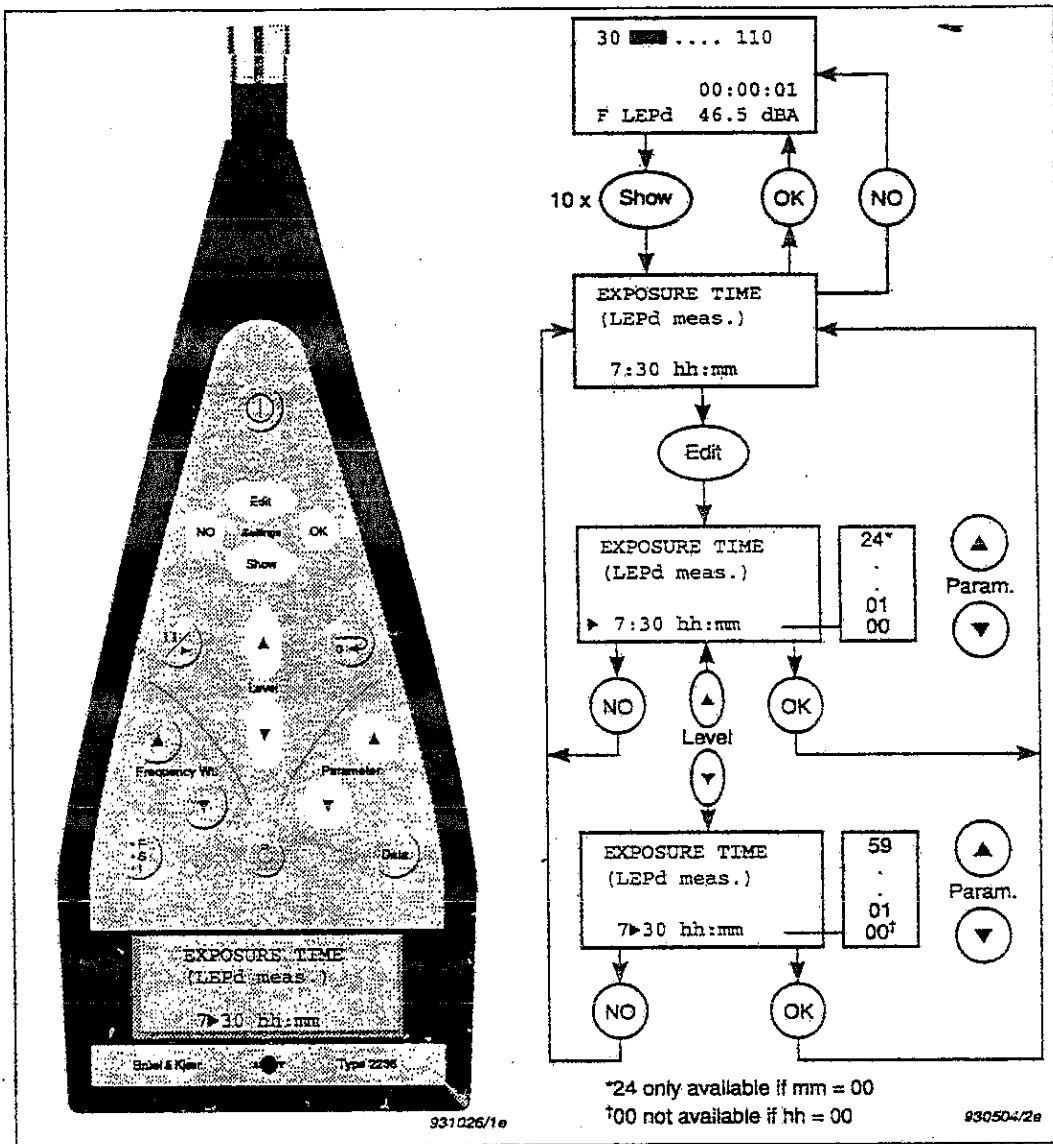 Edit
NO Settings OK
Show
Level
Frequency Wt. Parameter
F
S
I
Data
EXPOSURE TIME
(LEPd meas.)
7▶30 hh:mm
Brüel & Kjær Type 2236
931026/1e
30 .... 110
00:00:01
F LEPd 46.5 dBA
10 x Show
OK
NO
EXPOSURE TIME
(LEPd meas.)
7:30 hh:mm
Edit
EXPOSURE TIME
(LEPd meas.)
▶ 7:30 hh:mm
24*
.
.
01
00
Param.
NO
Level
OK
EXPOSURE TIME
(LEPd meas.)
7▶30 hh:mm
59
.
.
01
00†
Param.
NO
OK
*24 only available if mm = 00
†00 not available if hh = 00
930504/2e